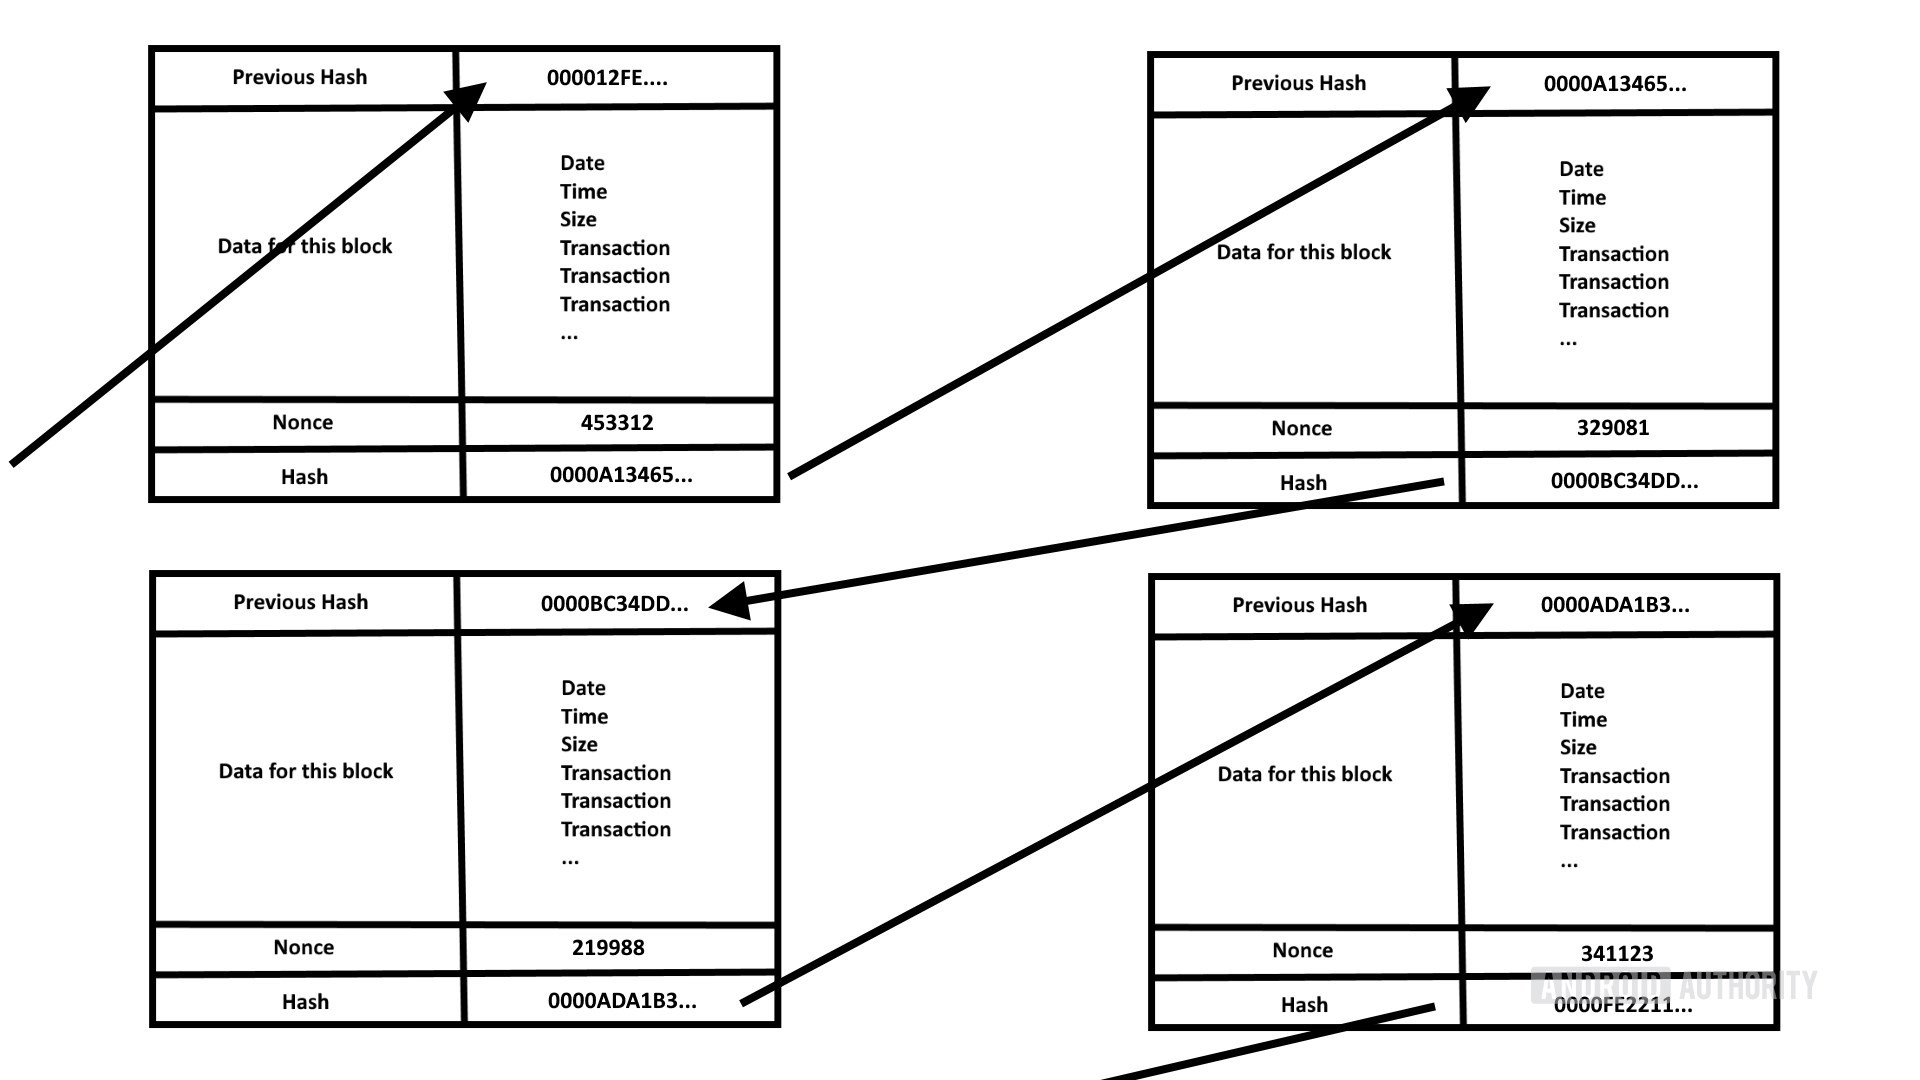 Previous Hash 000012FE....
Data for this block
Date
Time
Size
Transaction
Transaction
Transaction
...
Nonce 453312
Hash 0000A13465...
Previous Hash 0000A13465...
Data for this block
Date
Time
Size
Transaction
Transaction
Transaction
...
Nonce 329081
Hash 0000BC34DD...
Previous Hash 0000BC34DD...
Data for this block
Date
Time
Size
Transaction
Transaction
Transaction
...
Nonce 219988
Hash 0000ADA1B3...
Previous Hash 0000ADA1B3...
Data for this block
Date
Time
Size
Transaction
Transaction
Transaction
...
Nonce 341123
Hash 0000FE2211...
ANDROID AUTHORITY